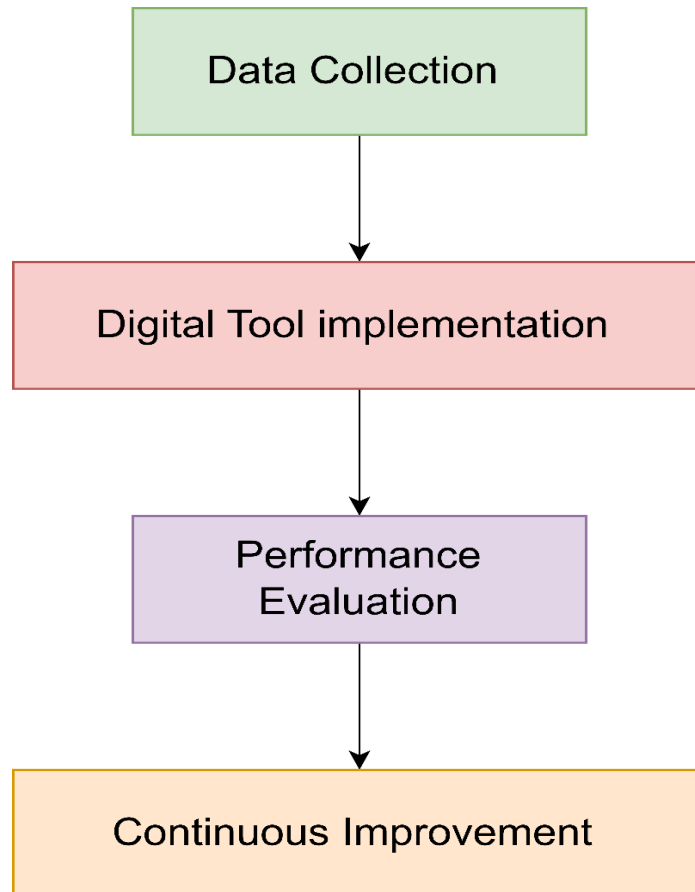 Data Collection
Digital Tool implementation
Performance
Evaluation
Continuous Improvement